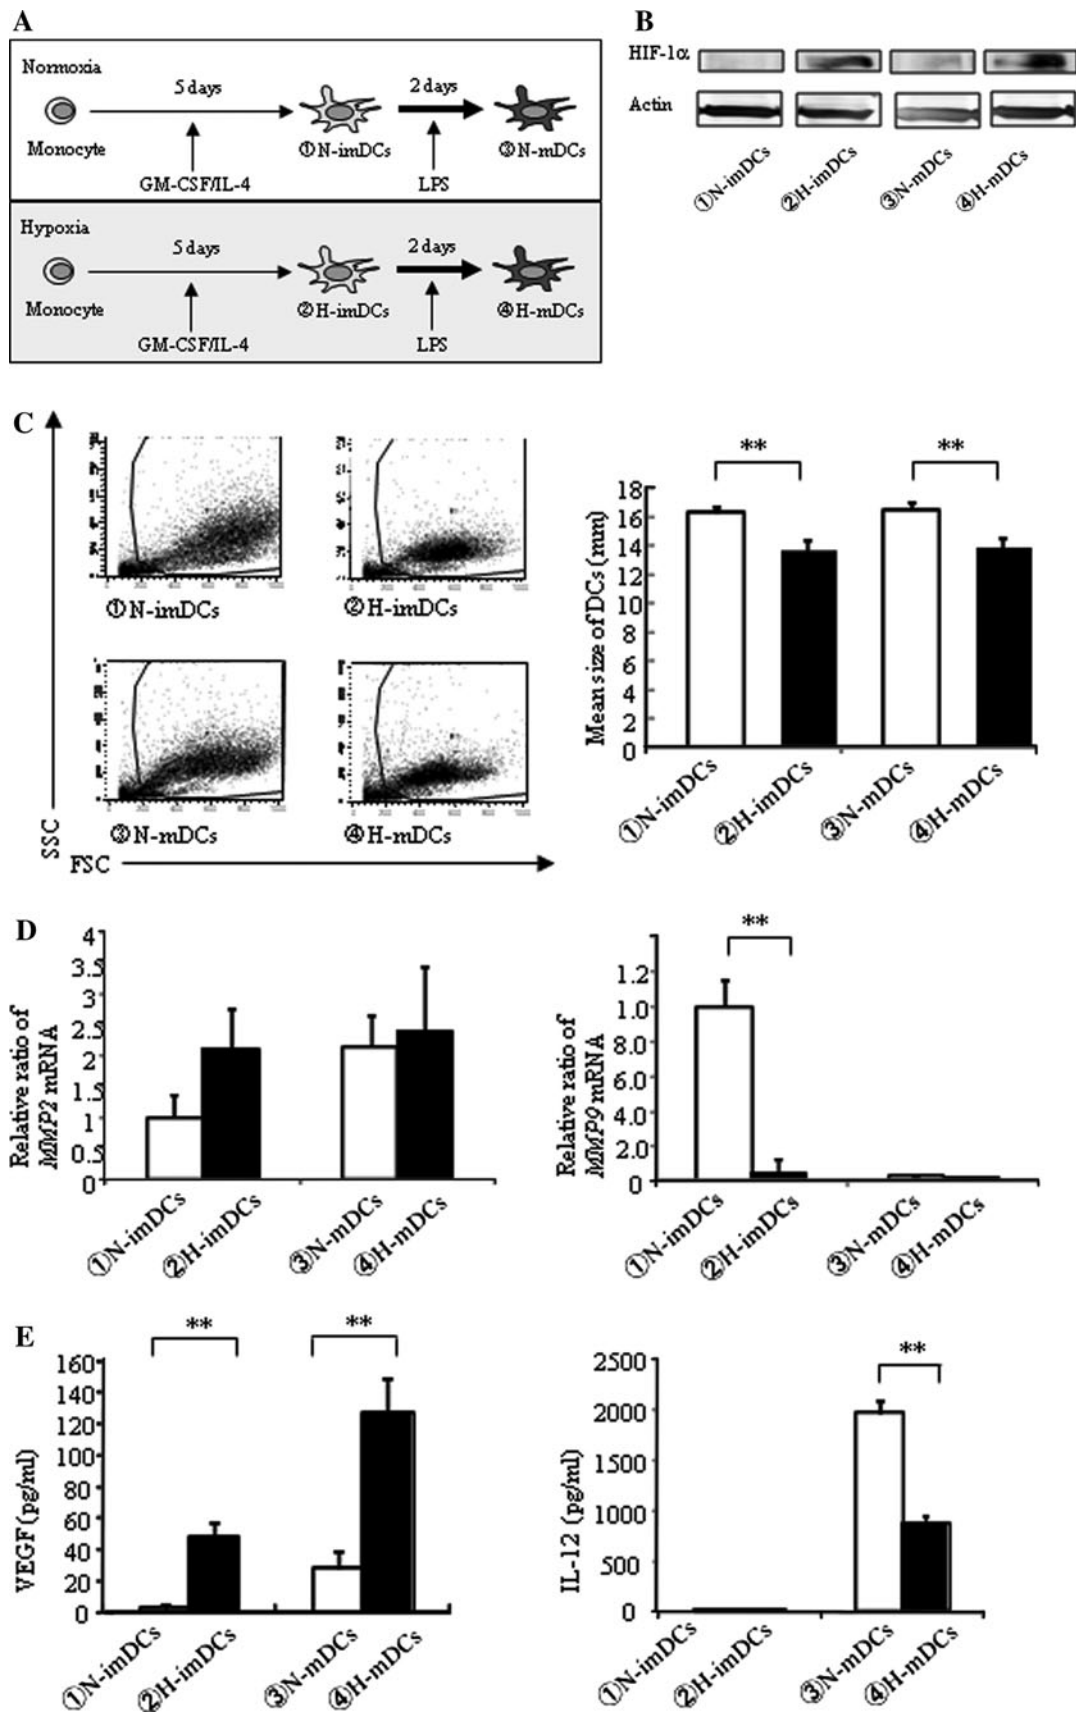 A
Normoxia
5 days
2 days
Monocyte
①N-imDCs
③N-mDCs
GM-CSF/IL-4
LPS
Hypoxia
5 days
2 days
Monocyte
②H-imDCs
④H-mDCs
GM-CSF/IL-4
LPS
B
HIF-1α
Actin
①N-imDCs
②H-imDCs
③N-mDCs
④H-mDCs
C
①N-imDCs
②H-imDCs
③N-mDCs
④H-mDCs
SSC
FSC
** **
Mean size of DCs (mm)
18
16
14
12
10
8
6
4
2
0
①N-imDCs
②H-imDCs
③N-mDCs
④H-mDCs
D
Relative ratio of
MMP2 mRNA
4
3.5
3
2.5
2
1.5
1
0.5
0
①N-imDCs
②H-imDCs
③N-mDCs
④H-mDCs
**
Relative ratio of
MMP9 mRNA
1.2
1.0
8.0
6.0
4.0
2.0
0
①N-imDCs
②H-imDCs
③N-mDCs
④H-mDCs
E
** **
VEGF (pg/ml)
160
140
120
100
80
60
40
20
0
①N-imDCs
②H-imDCs
③N-mDCs
④H-mDCs
**
IL-12 (pg/ml)
2500
2000
1500
1000
500
0
①N-imDCs
②H-imDCs
③N-mDCs
④H-mDCs